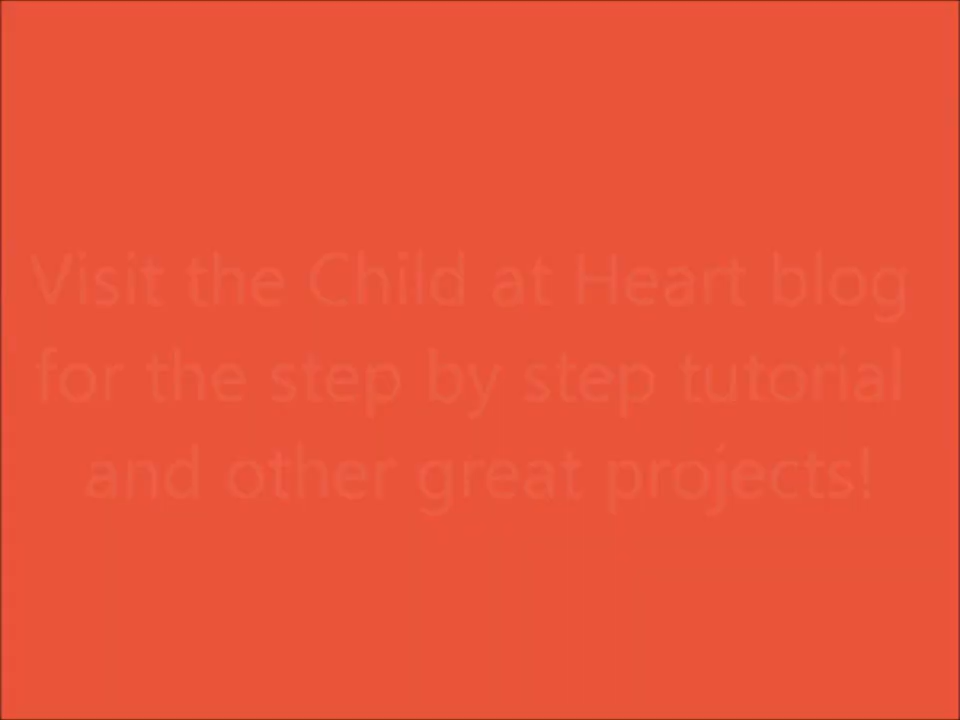 Visit the Child at Heart blog
for the step by step tutorial
and other great projects!